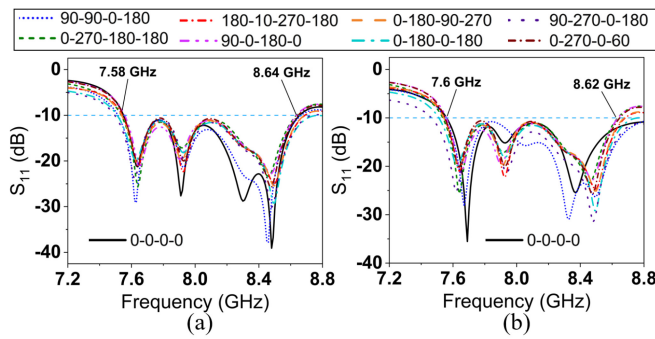 90-90-0-180 180-10-270-180 0-180-90-270 90-270-0-180
0-270-180-180 90-0-180-0 0-180-0-180 0-270-0-60
0 7.58 GHz 8.64 GHz 0 7.6 GHz 8.62 GHz
-10 -10
S11 (dB) S11 (dB)
-20 -20
-30 -30
0-0-0-0 0-0-0-0
-40 -40
7.2 7.6 8.0 8.4 8.8 7.2 7.6 8.0 8.4 8.8
Frequency (GHz) Frequency (GHz)
(a) (b)